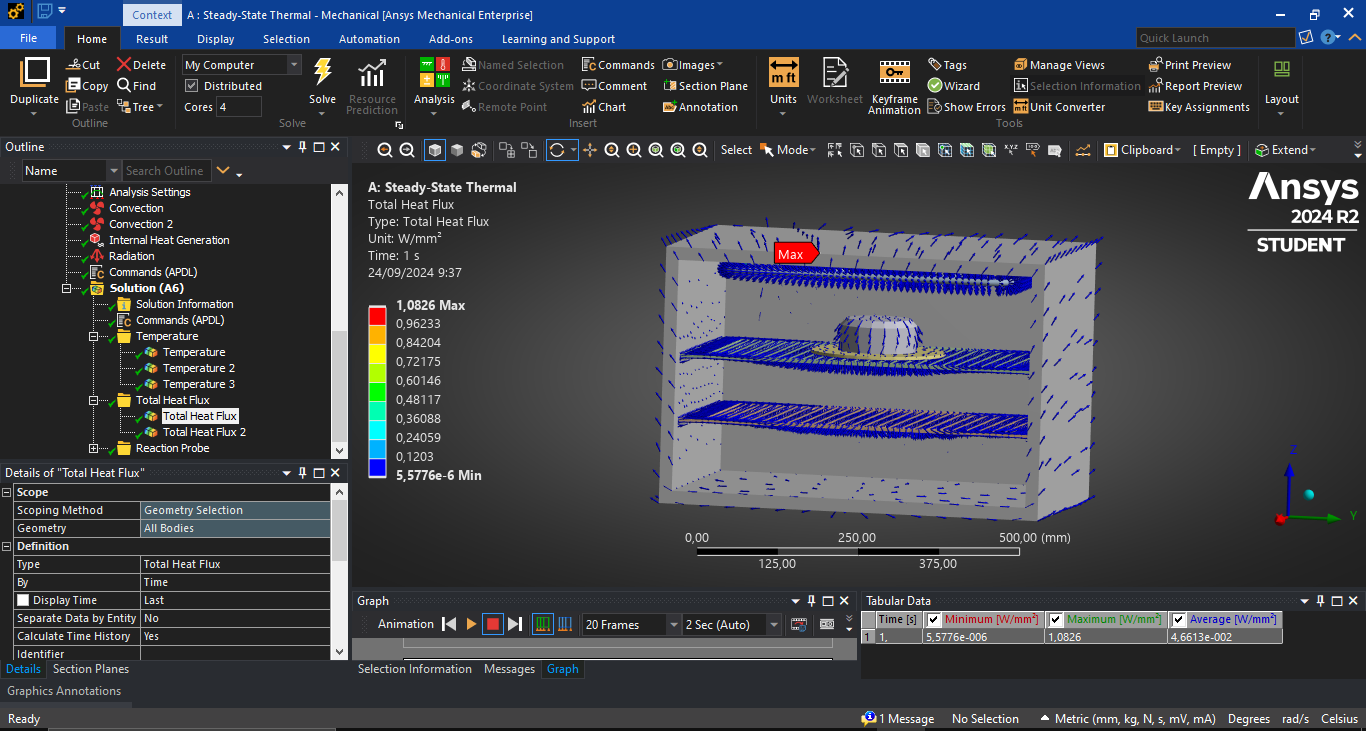 Context A : Steady-State Thermal - Mechanical [Ansys Mechanical Enterprise]
File Home Result Display Selection Automation Add-ons Learning and Support Quick Launch
Duplicate
Cut
Copy
Paste
Delete
Find
Tree
Outline
My Computer
Distributed
Cores 4
Solve
Resource
Prediction
Solve
Analysis
Named Selection
Coordinate System
Remote Point
Commands
Comment
Chart
Images
Section Plane
Annotation
Insert
m ft
Units
Worksheet
Keyframe
Animation
Tags
Wizard
Show Errors
Manage Views
Selection Information
Unit Converter
Print Preview
Report Preview
Key Assignments
Tools
Layout
Outline
Name Search Outline
Select Mode Clipboard [ Empty ] Extend
Analysis Settings
Convection
Convection 2
Internal Heat Generation
Radiation
Commands (APDL)
Solution (A6)
Solution Information
Commands (APDL)
Temperature
Temperature
Temperature 2
Temperature 3
Total Heat Flux
Total Heat Flux
Total Heat Flux 2
Reaction Probe
Details of "Total Heat Flux"
Scope
Scoping Method Geometry Selection
Geometry All Bodies
Definition
Type Total Heat Flux
By Time
Display Time Last
Separate Data by Entity No
Calculate Time History Yes
Identifier
Details Section Planes
Graphics Annotations
A: Steady-State Thermal
Total Heat Flux
Type: Total Heat Flux
Unit: W/mm²
Time: 1 s
24/09/2024 9:37
1,0826 Max
0,96233
0,84204
0,72175
0,60146
0,48117
0,36088
0,24059
0,1203
5,5776e-6 Min
Max
Ansys
2024 R2
STUDENT
Z
Y
0,00 250,00 500,00 (mm)
125,00 375,00
Graph
Animation 20 Frames 2 Sec (Auto)
Selection Information Messages Graph
Tabular Data
Time [s] Minimum [W/mm²] Maximum [W/mm²] Average [W/mm²]
1 1, 5,5776e-006 1,0826 4,6613e-002
Ready 1 Message No Selection Metric (mm, kg, N, s, mV, mA) Degrees rad/s Celsius